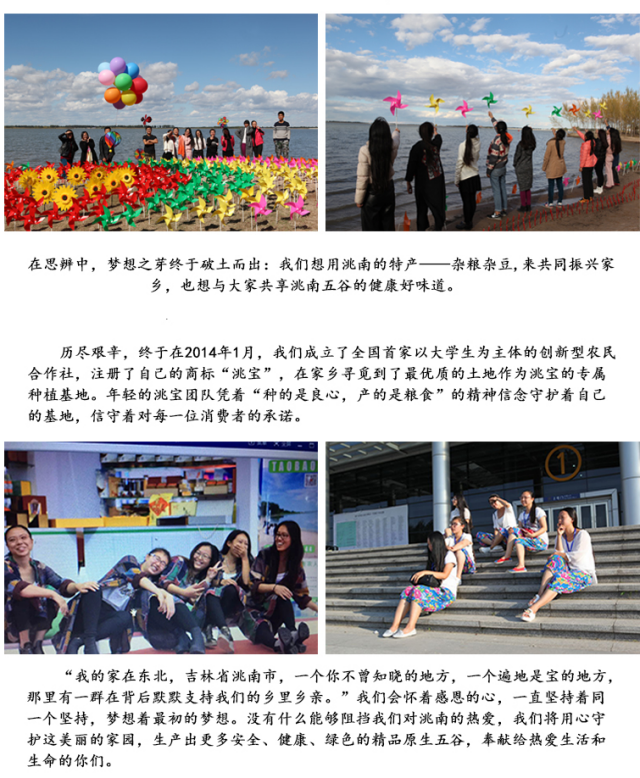 在思辨中，梦想之芽终于破土而出：我们想用洮南的特产——杂粮杂豆,来共同振兴家
乡，也想与大家共享洮南五谷的健康好味道。
历尽艰辛，终于在2014年1月，我们成立了全国首家以大学生为主体的创新型农民
合作社，注册了自己的商标“洮宝”，在家乡寻觅到了最优质的土地作为洮宝的专属
种植基地。年轻的洮宝团队凭着“种的是良心，产的是粮食”的精神信念守护着自己
的基地，信守着对每一位消费者的承诺。
TAOBAO
1
“我的家在东北，吉林省洮南市，一个你不曾知晓的地方，一个遍地是宝的地方，
那里有一群在背后默默支持我们的乡里乡亲。”我们会怀着感恩的心，一直坚持着同
一个坚持，梦想着最初的梦想。没有什么能够阻挡我们对洮南的热爱，我们将用心守
护这美丽的家园，生产出更多安全、健康、绿色的精品原生五谷，奉献给热爱生活和
生命的你们。